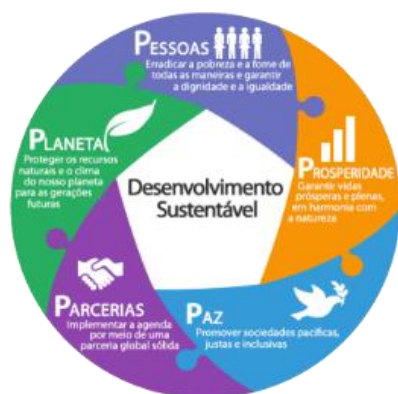 PESSOAS
Erradicar a pobreza e a fome de
todas as maneiras e garantir
a dignidade e a igualdade
PROSPERIDADE
Garantir vidas
prósperas e plenas,
em harmonia com
a natureza
PAZ
Promover sociedades pacíficas,
justas e inclusivas
PARCERIAS
Implementar a agenda
por meio de uma
parceria global sólida
PLANETA
Proteger os recursos
naturais e o clima
do nosso planeta
para as gerações
futuras
Desenvolvimento
Sustentável